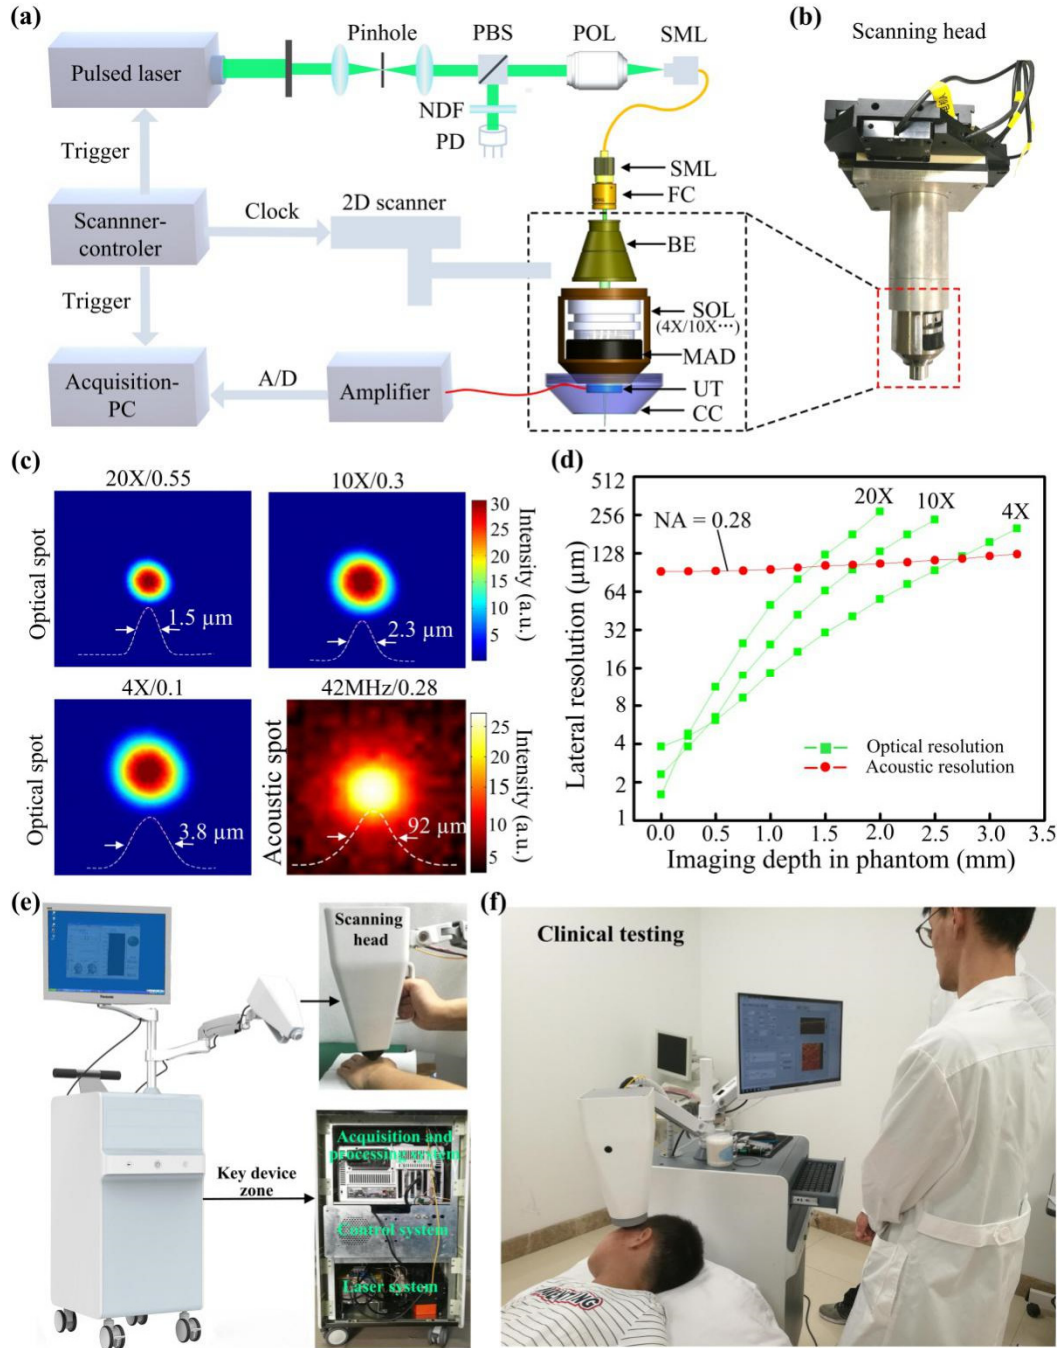 (a)
Pulsed laser
Pinhole
PBS
POL
SML
NDF
PD
Trigger
Scannner-
controler
Clock
2D scanner
Trigger
Acquisition-
PC
A/D
Amplifier
SML
FC
BE
SOL
(4X/10X···)
MAD
UT
CC
(b)
Scanning head
(c)
20X/0.55
10X/0.3
Optical spot
1.5 µm
2.3 µm
30
25
20
15
10
5
Intensity (a.u.)
4X/0.1
42MHz/0.28
Optical spot
3.8 µm
Acoustic spot
92 µm
25
20
15
10
5
Intensity (a.u.)
(d)
Lateral resolution (µm)
512
256
128
64
32
16
8
4
2
1
NA = 0.28
20X
10X
4X
Optical resolution
Acoustic resolution
0.0 0.5 1.0 1.5 2.0 2.5 3.0 3.5
Imaging depth in phantom (mm)
(e)
Scanning
head
Key device
zone
Acquisition and
processing system
Control system
Laser system
(f)
Clinical testing